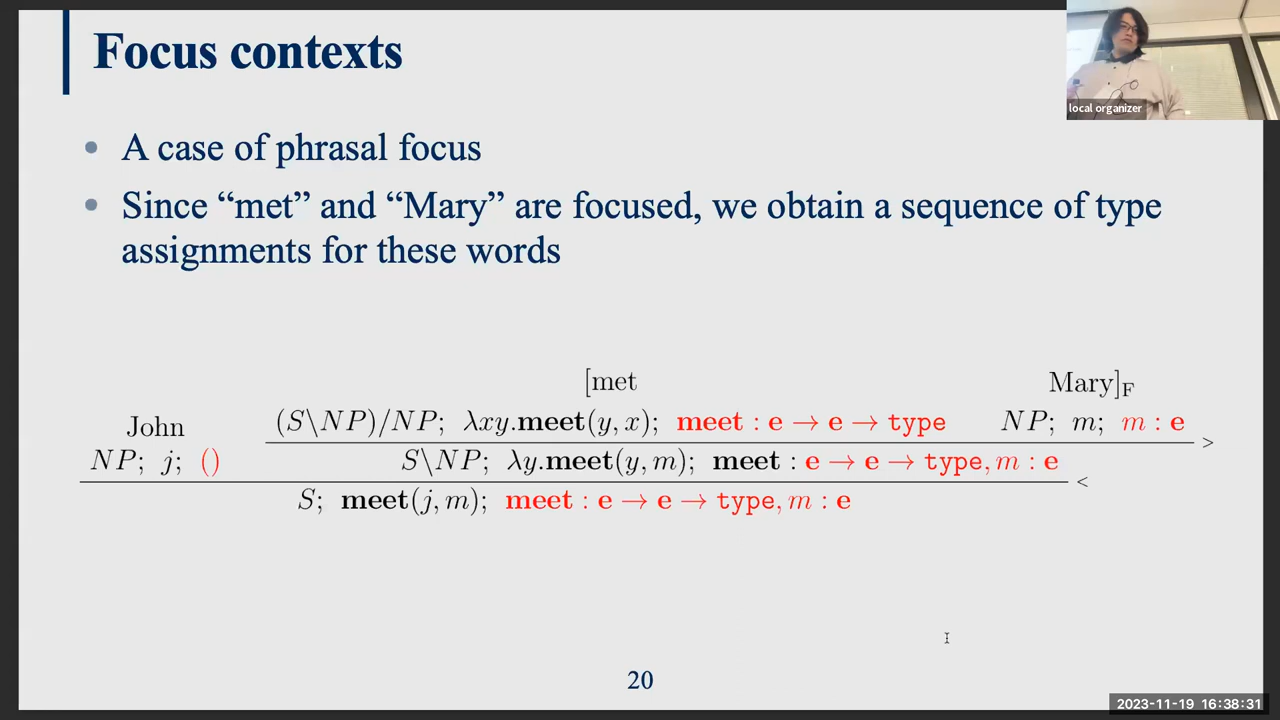 Focus contexts
local organizer
• A case of phrasal focus
• Since “met” and “Mary” are focused, we obtain a sequence of type
assignments for these words
[met Mary]F
John (S\NP)/NP; λxy.meet(y, x); meet : e → e → type NP; m; m : e
NP; j; () S\NP; λy.meet(y, m); meet : e → e → type, m : e >
S; meet(j, m); meet : e → e → type, m : e <
20
2023-11-19 16:38:31